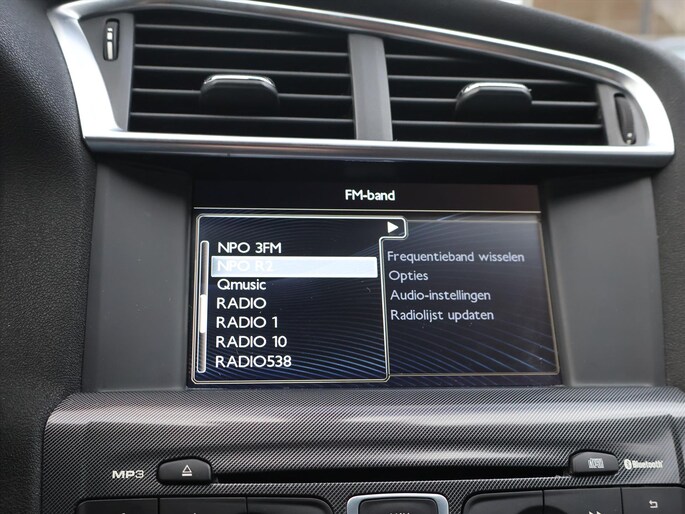 FM-band
NPO 3FM
NPO R2
Qmusic
RADIO
RADIO 1
RADIO 10
RADIO538
Frequentieband wisselen
Opties
Audio-instellingen
Radiolijst updaten
MP3
Bluetooth